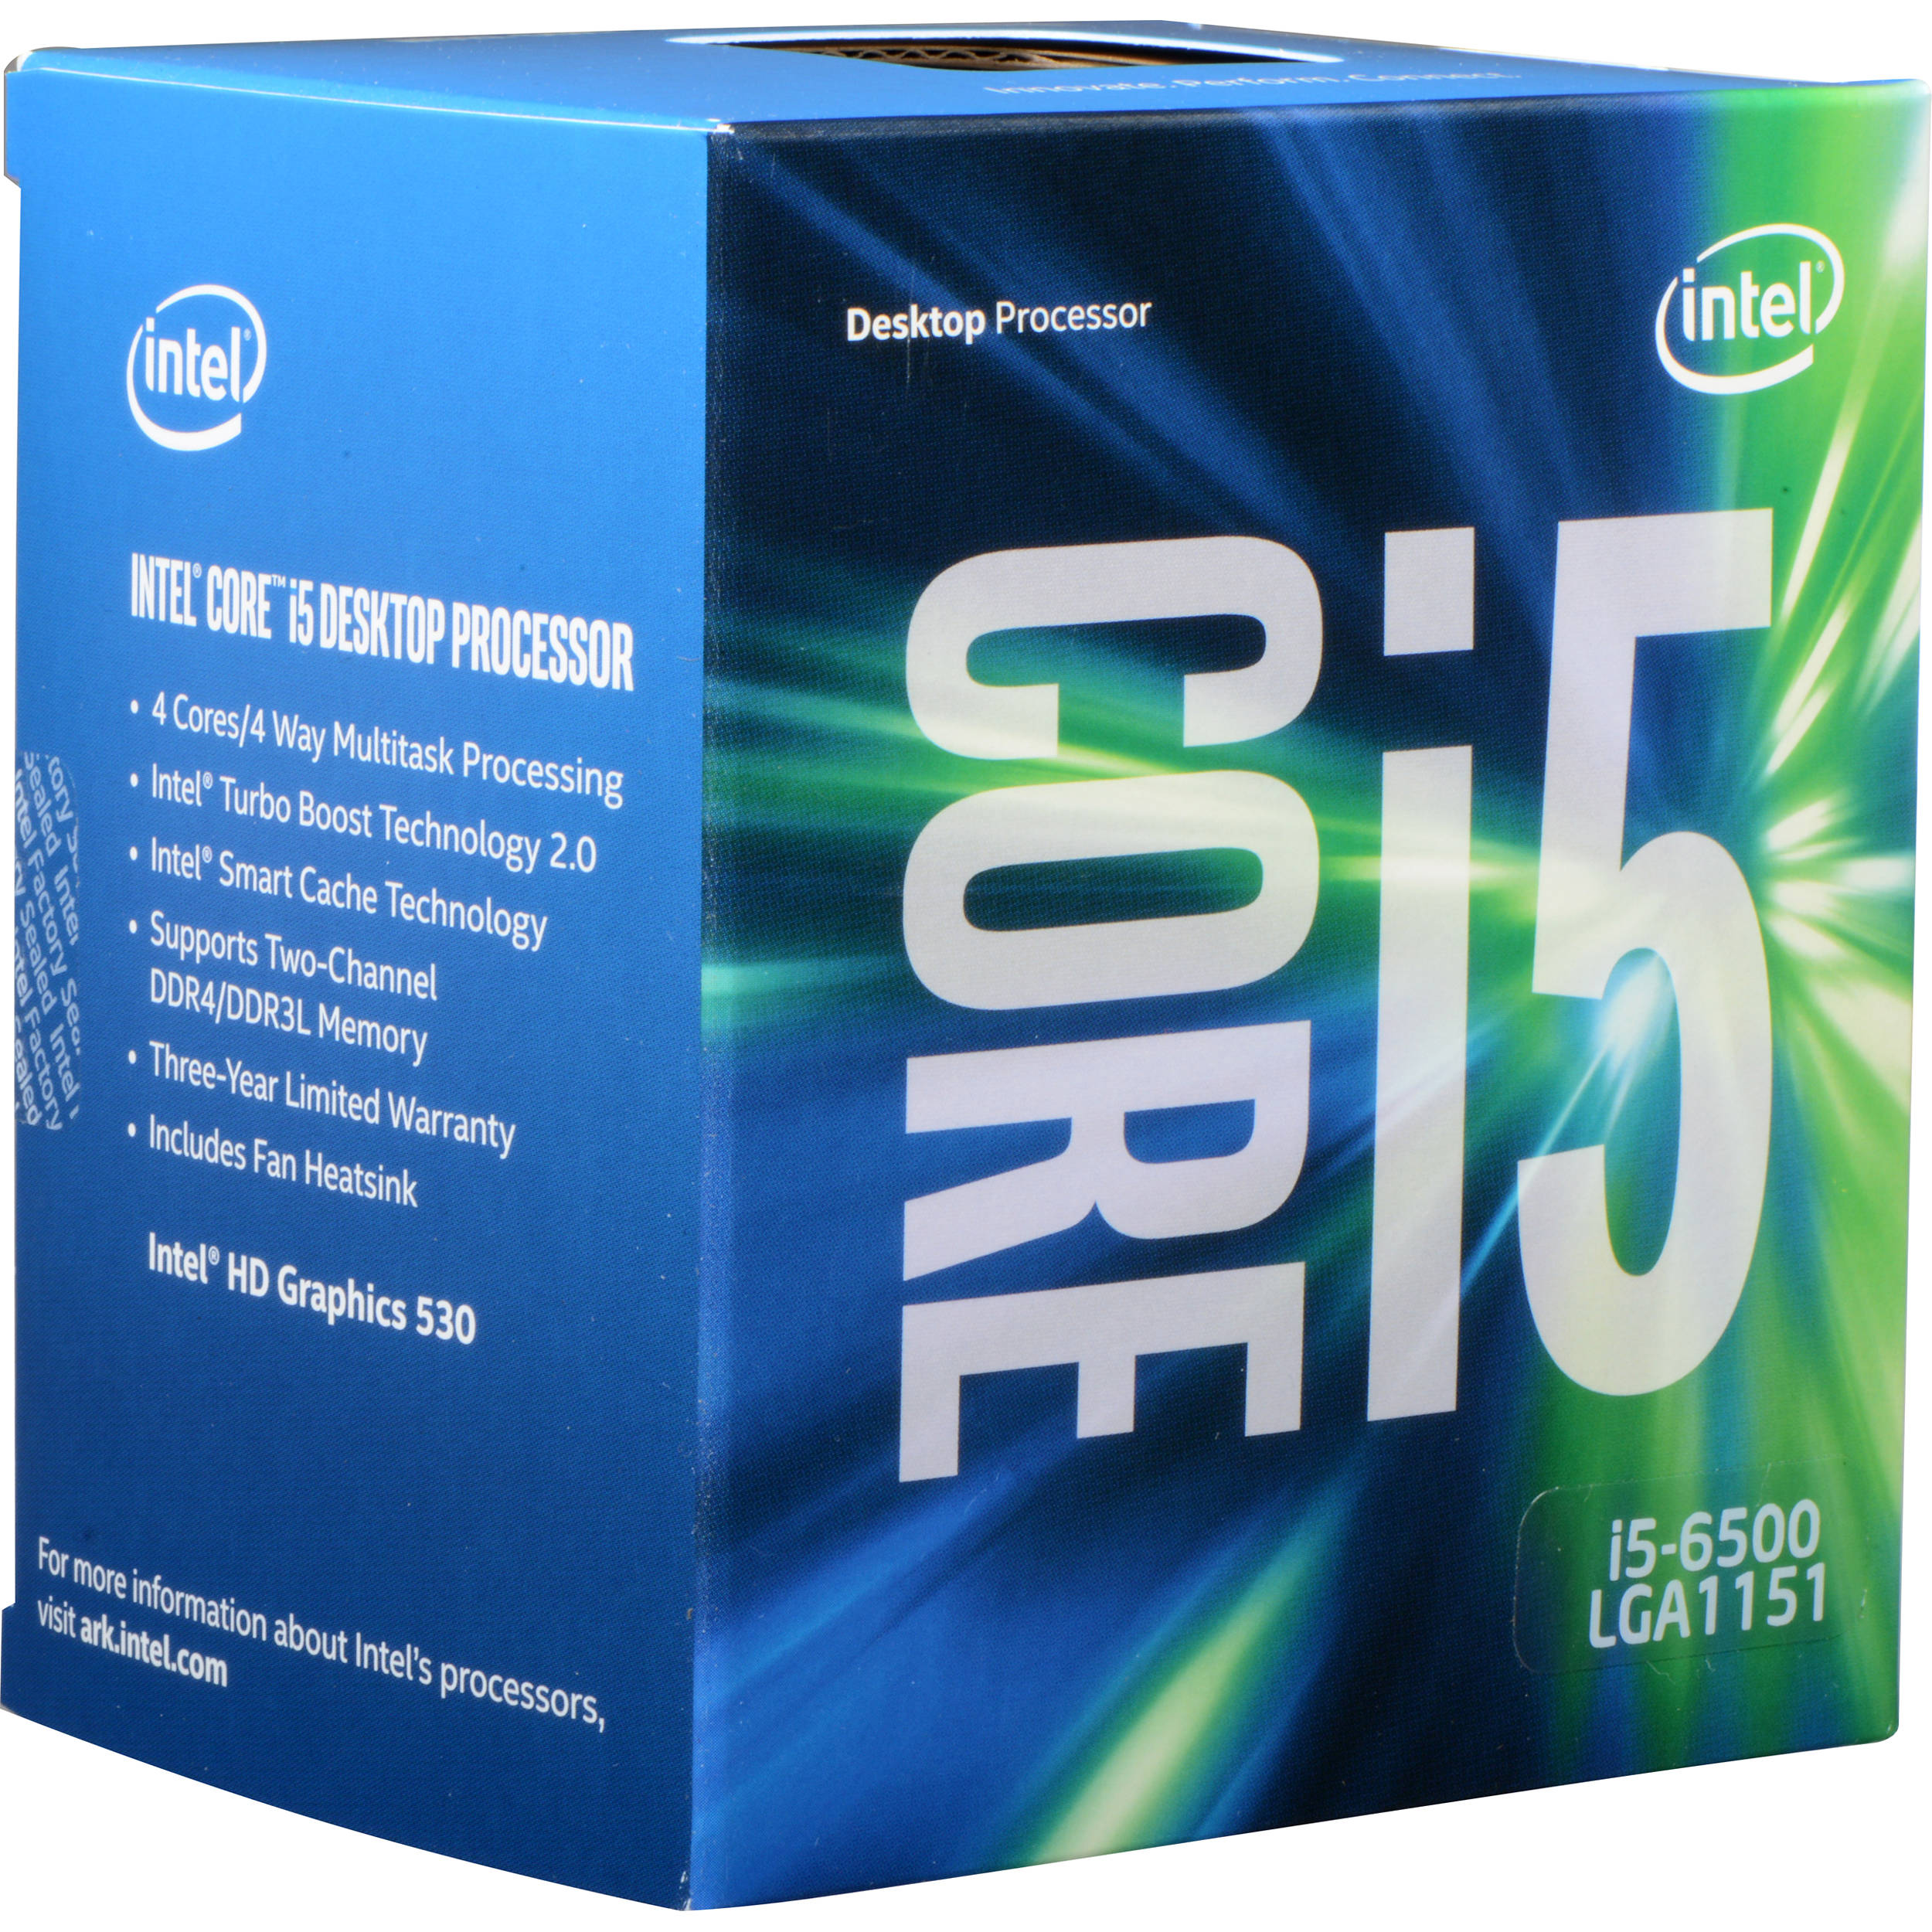 Innovate. Perform. Connect.
intel®
INTEL® CORE™ i5 DESKTOP PROCESSOR
• 4 Cores/4 Way Multitask Processing
• Intel® Turbo Boost Technology 2.0
• Intel® Smart Cache Technology
• Supports Two-Channel
DDR4/DDR3L Memory
• Three-Year Limited Warranty
• Includes Fan Heatsink
Intel® HD Graphics 530
For more information about Intel's processors,
visit ark.intel.com
Desktop Processor
intel®
CORE
i5
i5-6500
LGA1151